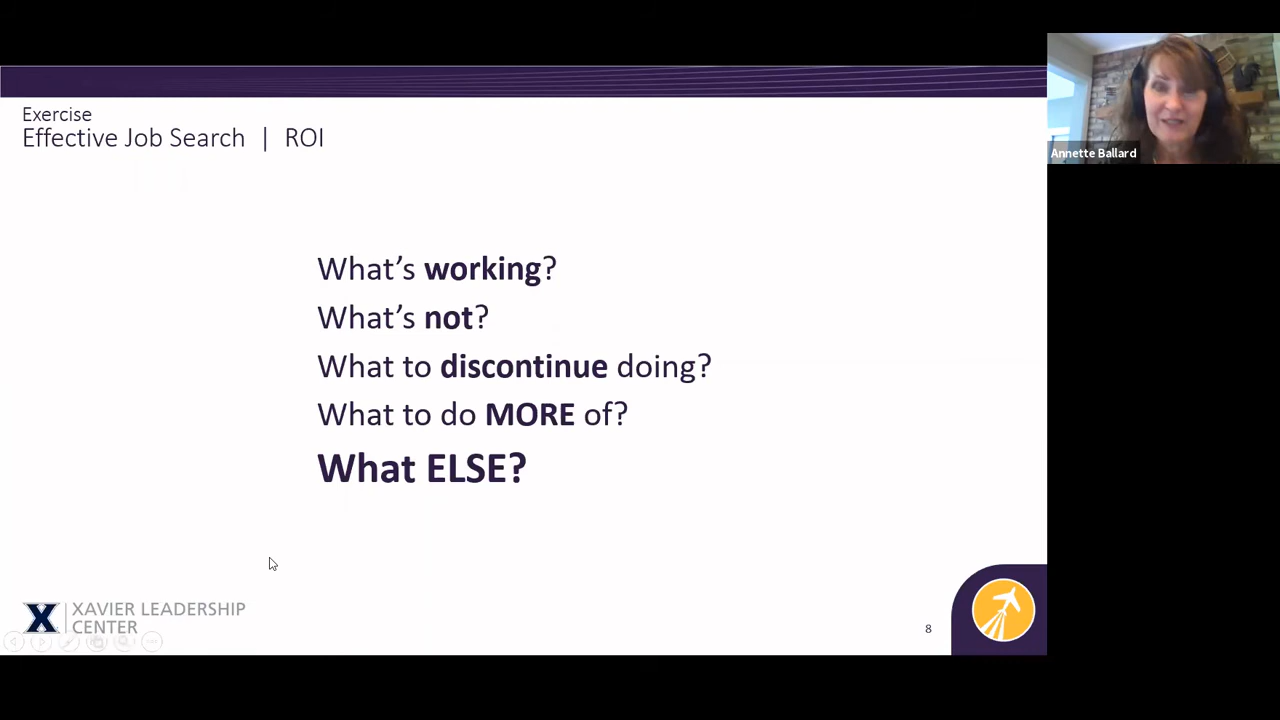 Exercise
Effective Job Search | ROI
Annette Ballard
What's working?
What's not?
What to discontinue doing?
What to do MORE of?
What ELSE?
X XAVIER LEADERSHIP
CENTER
8